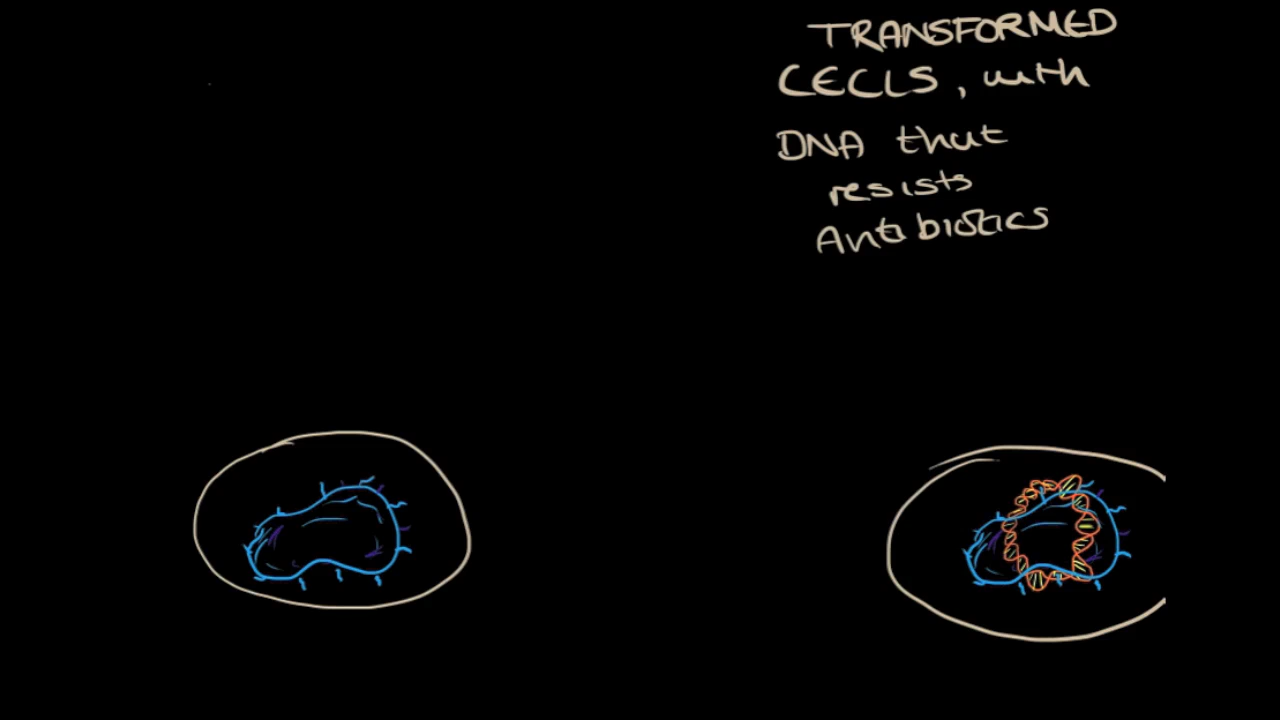 TRANSFORMED
CELLS, with
DNA that
resists
Antibiotics